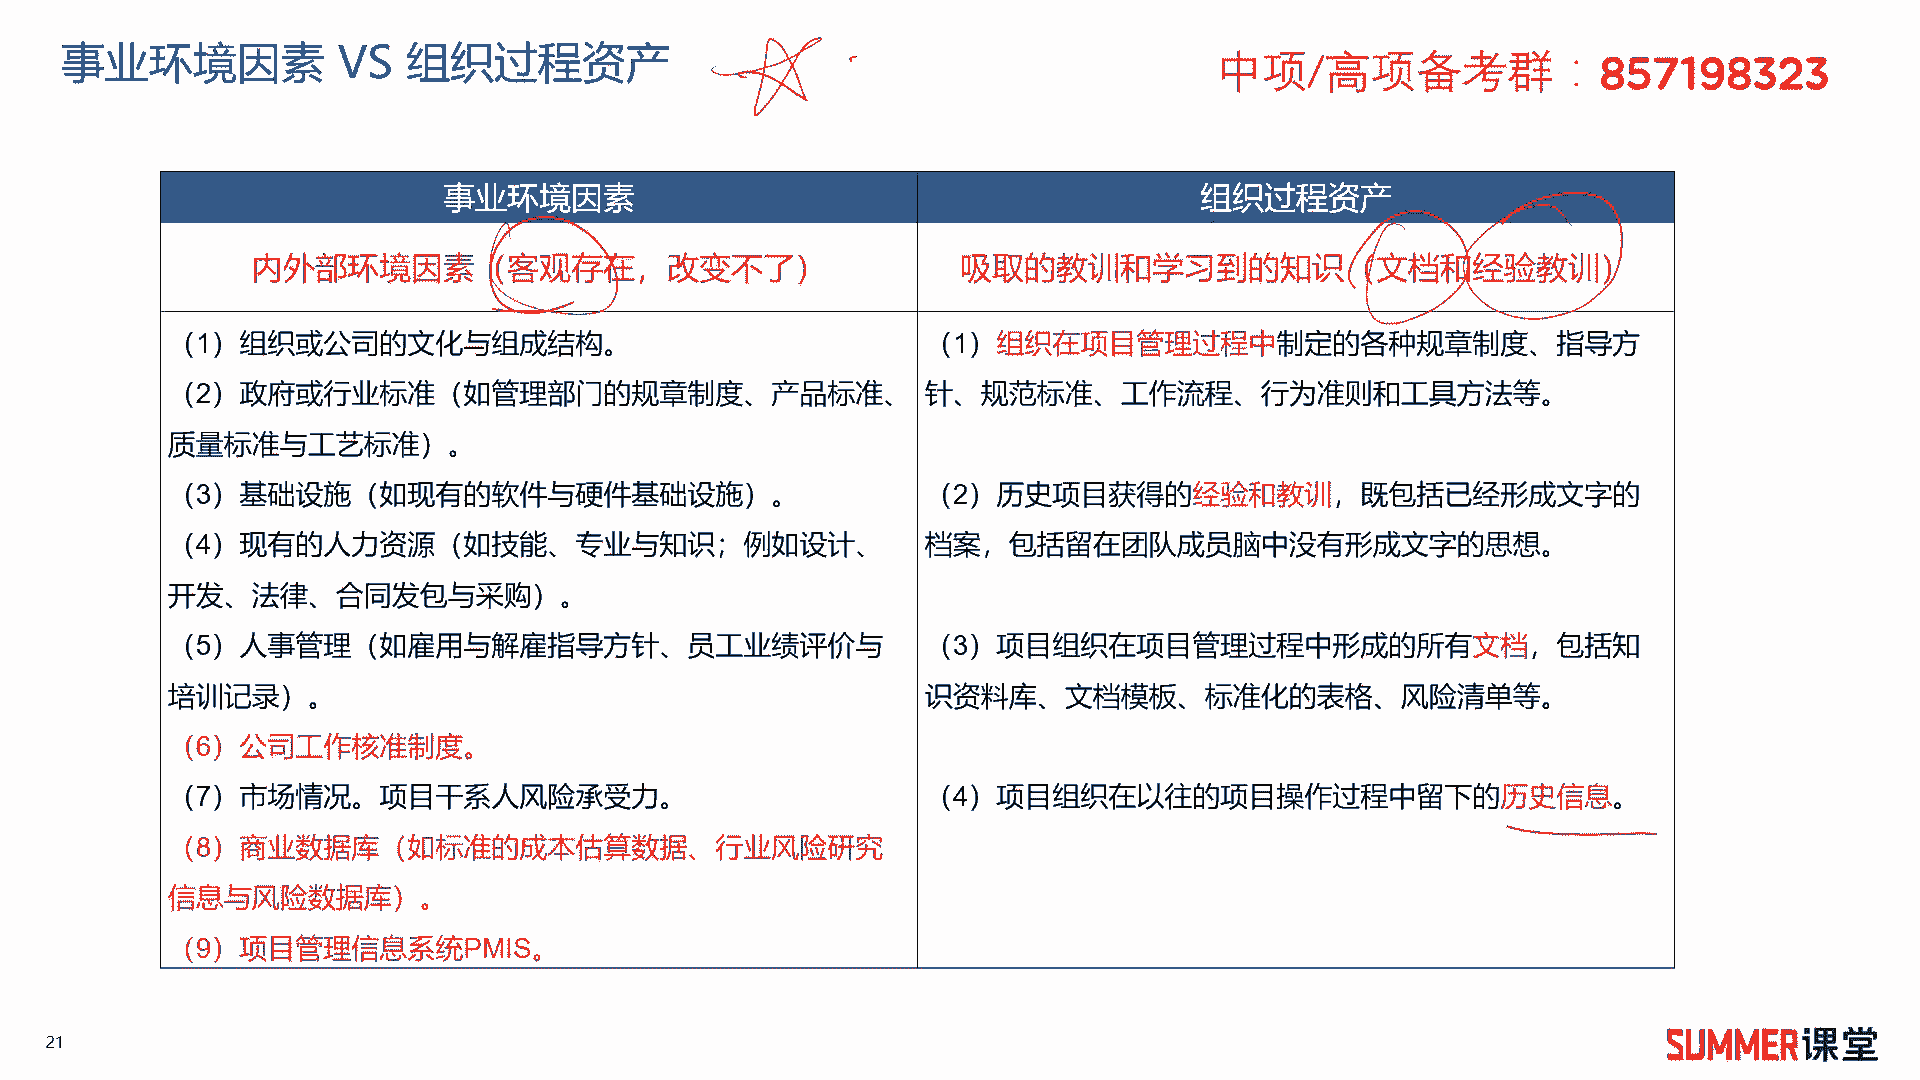 事业环境因素 VS 组织过程资产
中项/高项备考群：857198323
事业环境因素
组织过程资产
内外部环境因素（客观存在，改变不了）
吸取的教训和学习到的知识（文档和经验教训）
（1）组织或公司的文化与组成结构。
（2）政府或行业标准（如管理部门的规章制度、产品标准、
质量标准与工艺标准）。
（3）基础设施（如现有的软件与硬件基础设施）。
（4）现有的人力资源（如技能、专业与知识；例如设计、
开发、法律、合同发包与采购）。
（5）人事管理（如雇用与解雇指导方针、员工业绩评价与
培训记录）。
（6）公司工作核准制度。
（7）市场情况。项目干系人风险承受力。
（8）商业数据库（如标准的成本估算数据、行业风险研究
信息与风险数据库）。
（9）项目管理信息系统PMIS。
（1）组织在项目管理过程中制定的各种规章制度、指导方
针、规范标准、工作流程、行为准则和工具方法等。
（2）历史项目获得的经验和教训，既包括已经形成文字的
档案，包括留在团队成员脑中没有形成文字的思想。
（3）项目组织在项目管理过程中形成的所有文档，包括知
识资料库、文档模板、标准化的表格、风险清单等。
（4）项目组织在以往的项目操作过程中留下的历史信息。
21
SUMMER课堂